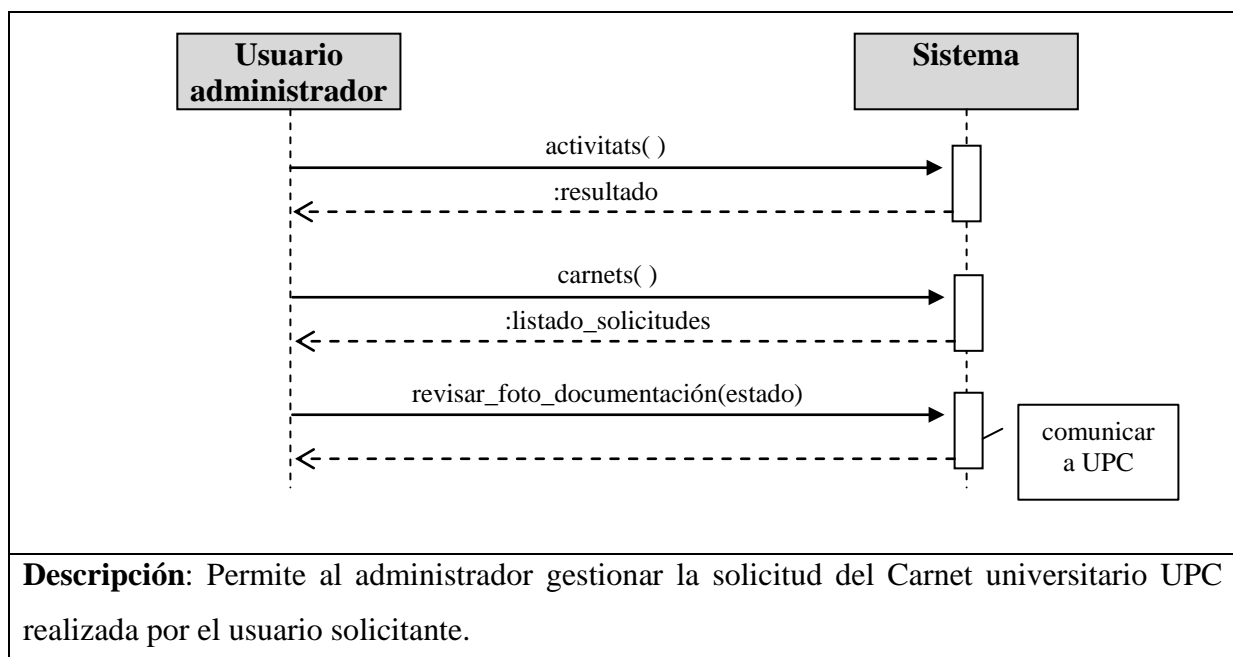 Usuario
administrador
Sistema
activitats( )
:resultado
carnets( )
:listado_solicitudes
revisar_foto_documentación(estado)
comunicar
a UPC
Descripción: Permite al administrador gestionar la solicitud del Carnet universitario UPC
realizada por el usuario solicitante.